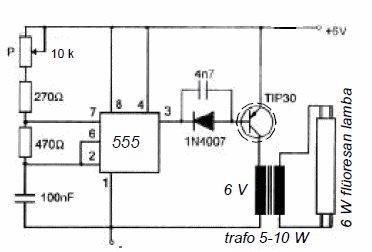 +6V
P
10 k
270Ω
7
8
4
3
4n7
TIP30
470Ω
6
2
555
1N4007
100nF
1
6 V
trafo 5-10 W
6 W flüoresan lamba